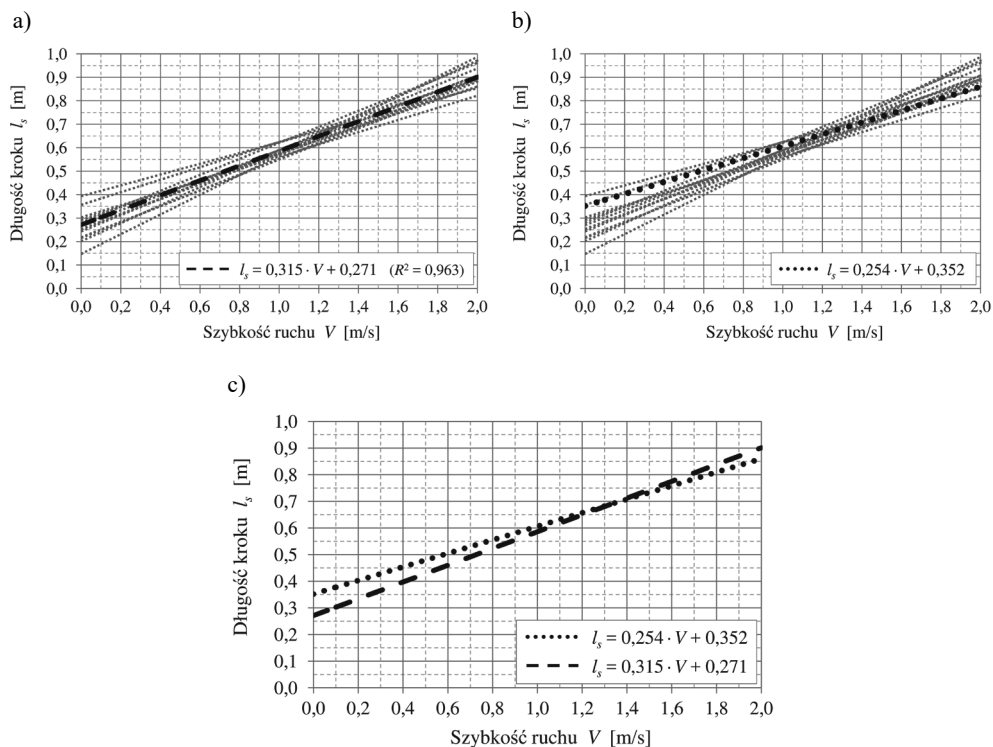 a)
b)
1,0
0,9
0,8
0,7
0,6
0,5
0,4
0,3
0,2
0,1
0,0
Długość kroku lₛ [m]
lₛ = 0,315 · V + 0,271 (R² = 0,963)
0,0 0,2 0,4 0,6 0,8 1,0 1,2 1,4 1,6 1,8 2,0
Szybkość ruchu V [m/s]
1,0
0,9
0,8
0,7
0,6
0,5
0,4
0,3
0,2
0,1
0,0
Długość kroku lₛ [m]
lₛ = 0,254 · V + 0,352
0,0 0,2 0,4 0,6 0,8 1,0 1,2 1,4 1,6 1,8 2,0
Szybkość ruchu V [m/s]
c)
1,0
0,9
0,8
0,7
0,6
0,5
0,4
0,3
0,2
0,1
0,0
Długość kroku lₛ [m]
lₛ = 0,254 · V + 0,352
lₛ = 0,315 · V + 0,271
0,0 0,2 0,4 0,6 0,8 1,0 1,2 1,4 1,6 1,8 2,0
Szybkość ruchu V [m/s]